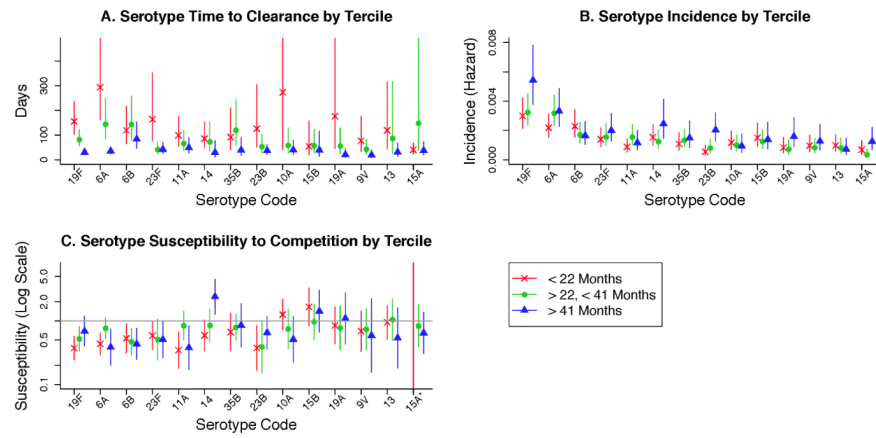 A. Serotype Time to Clearance by Tercile
Days
300
100
0
19F 6A 6B 23F 11A 14 35B 23B 10A 15B 19A 9V 13 15A
Serotype Code
B. Serotype Incidence by Tercile
Incidence (Hazard)
0.008
0.004
0.000
19F 6A 6B 23F 11A 14 35B 23B 10A 15B 19A 9V 13 15A
Serotype Code
C. Serotype Susceptibility to Competition by Tercile
Susceptibility (Log Scale)
5.0
2.0
0.5
0.1
19F 6A 6B 23F 11A 14 35B 23B 10A 15B 19A 9V 13 15A*
Serotype Code
< 22 Months
> 22, < 41 Months
> 41 Months